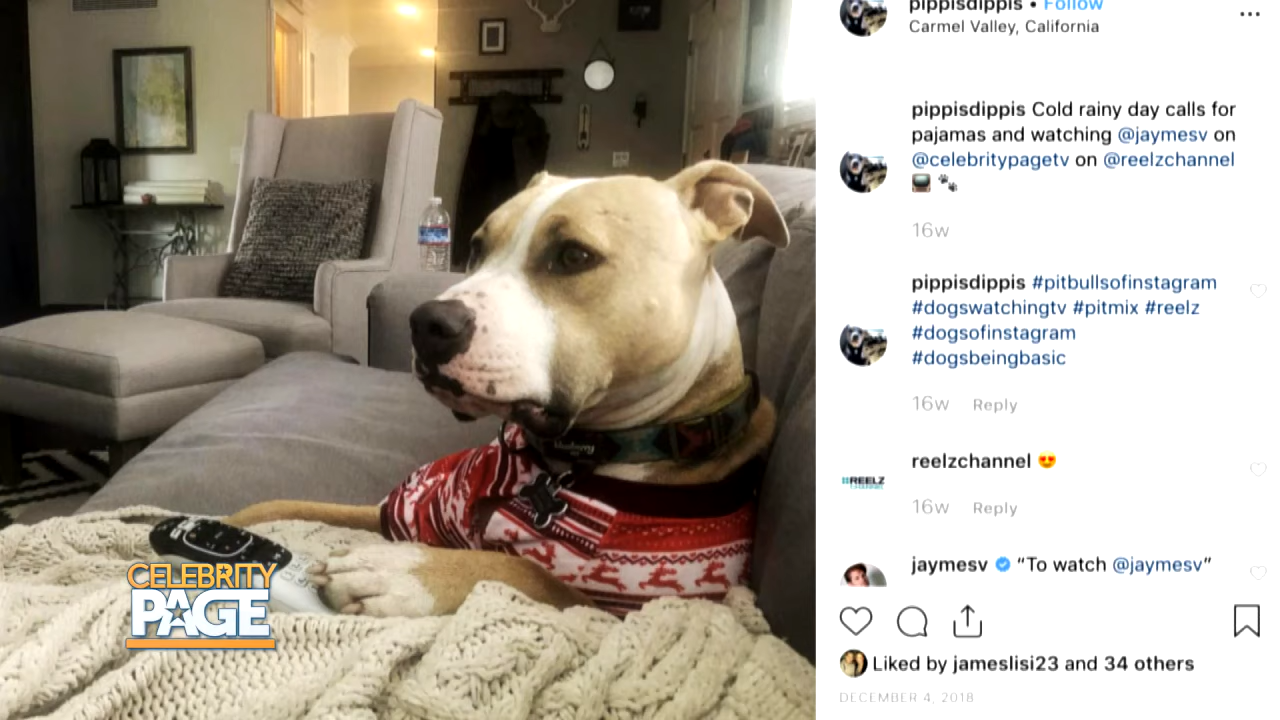 pippisdippis • Follow
Carmel Valley, California
pippisdippis Cold rainy day calls for
pajamas and watching @jaymesv on
@celebritypagetv on @reelzchannel
16w
pippisdippis #pitbullsofinstagram
#dogswatchingtv #pitmix #reelz
#dogsofinstagram
#dogsbeingbasic
16w Reply
reelzchannel 😍
#REELZ
16w Reply
jaymesv "To watch @jaymesv"
Liked by jameslisi23 and 34 others
DECEMBER 4, 2018
CELEBRITY
PAGE